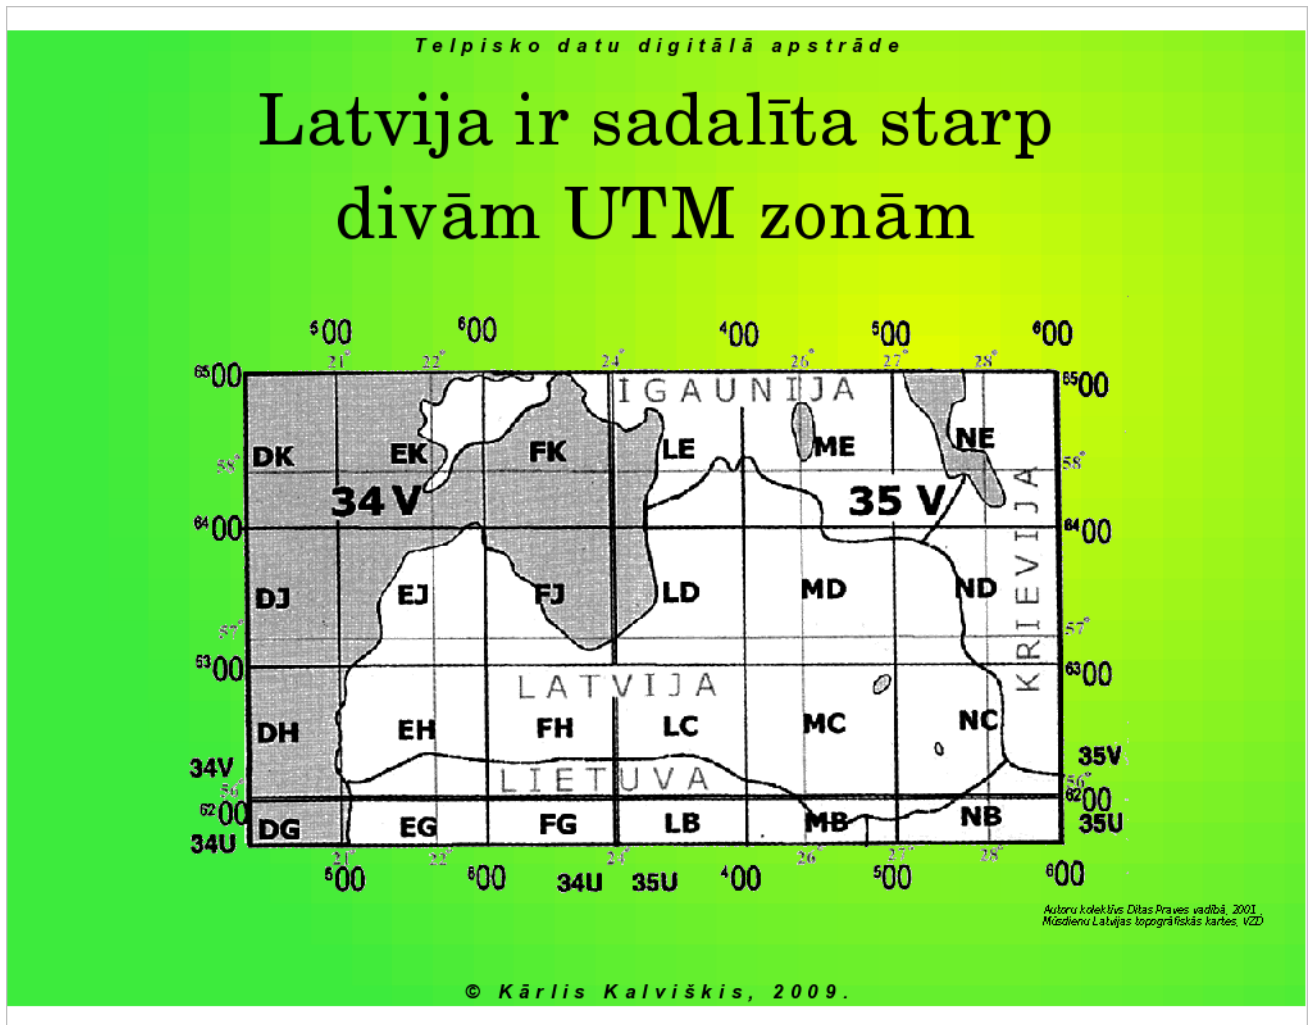 Telpisko datu digitālā apstrāde
Latvija ir sadalīta starp
divām UTM zonām
⁵00 ⁶00 ⁴00 ⁵00 ⁶00
21° 22° 24° 26° 27° 28°
⁶⁵00 IGAUNIJA ⁶⁵00
DK EK FK LE ME NE
58° 58°
34 V 35 V
⁶⁴00 ⁶⁴00
KRIEVIJA
DJ EJ FJ LD MD ND
57° 57°
⁶³00 ⁶³00
LATVIJA
DH EH FH LC MC NC
34V 35V
LIETUVA
56° 56°
⁶²00 ⁶²00
DG EG FG LB MB NB
34U 35U
21° 22° 24° 26° 27° 28°
⁵00 ⁶00 34U 35U ⁴00 ⁵00 ⁶00
Autoru kolektīvs Ditas Praves vadībā, 2001.
Mūsdienu Latvijas topogrāfiskās kartes, VZD
© Kārlis Kalviškis, 2009.